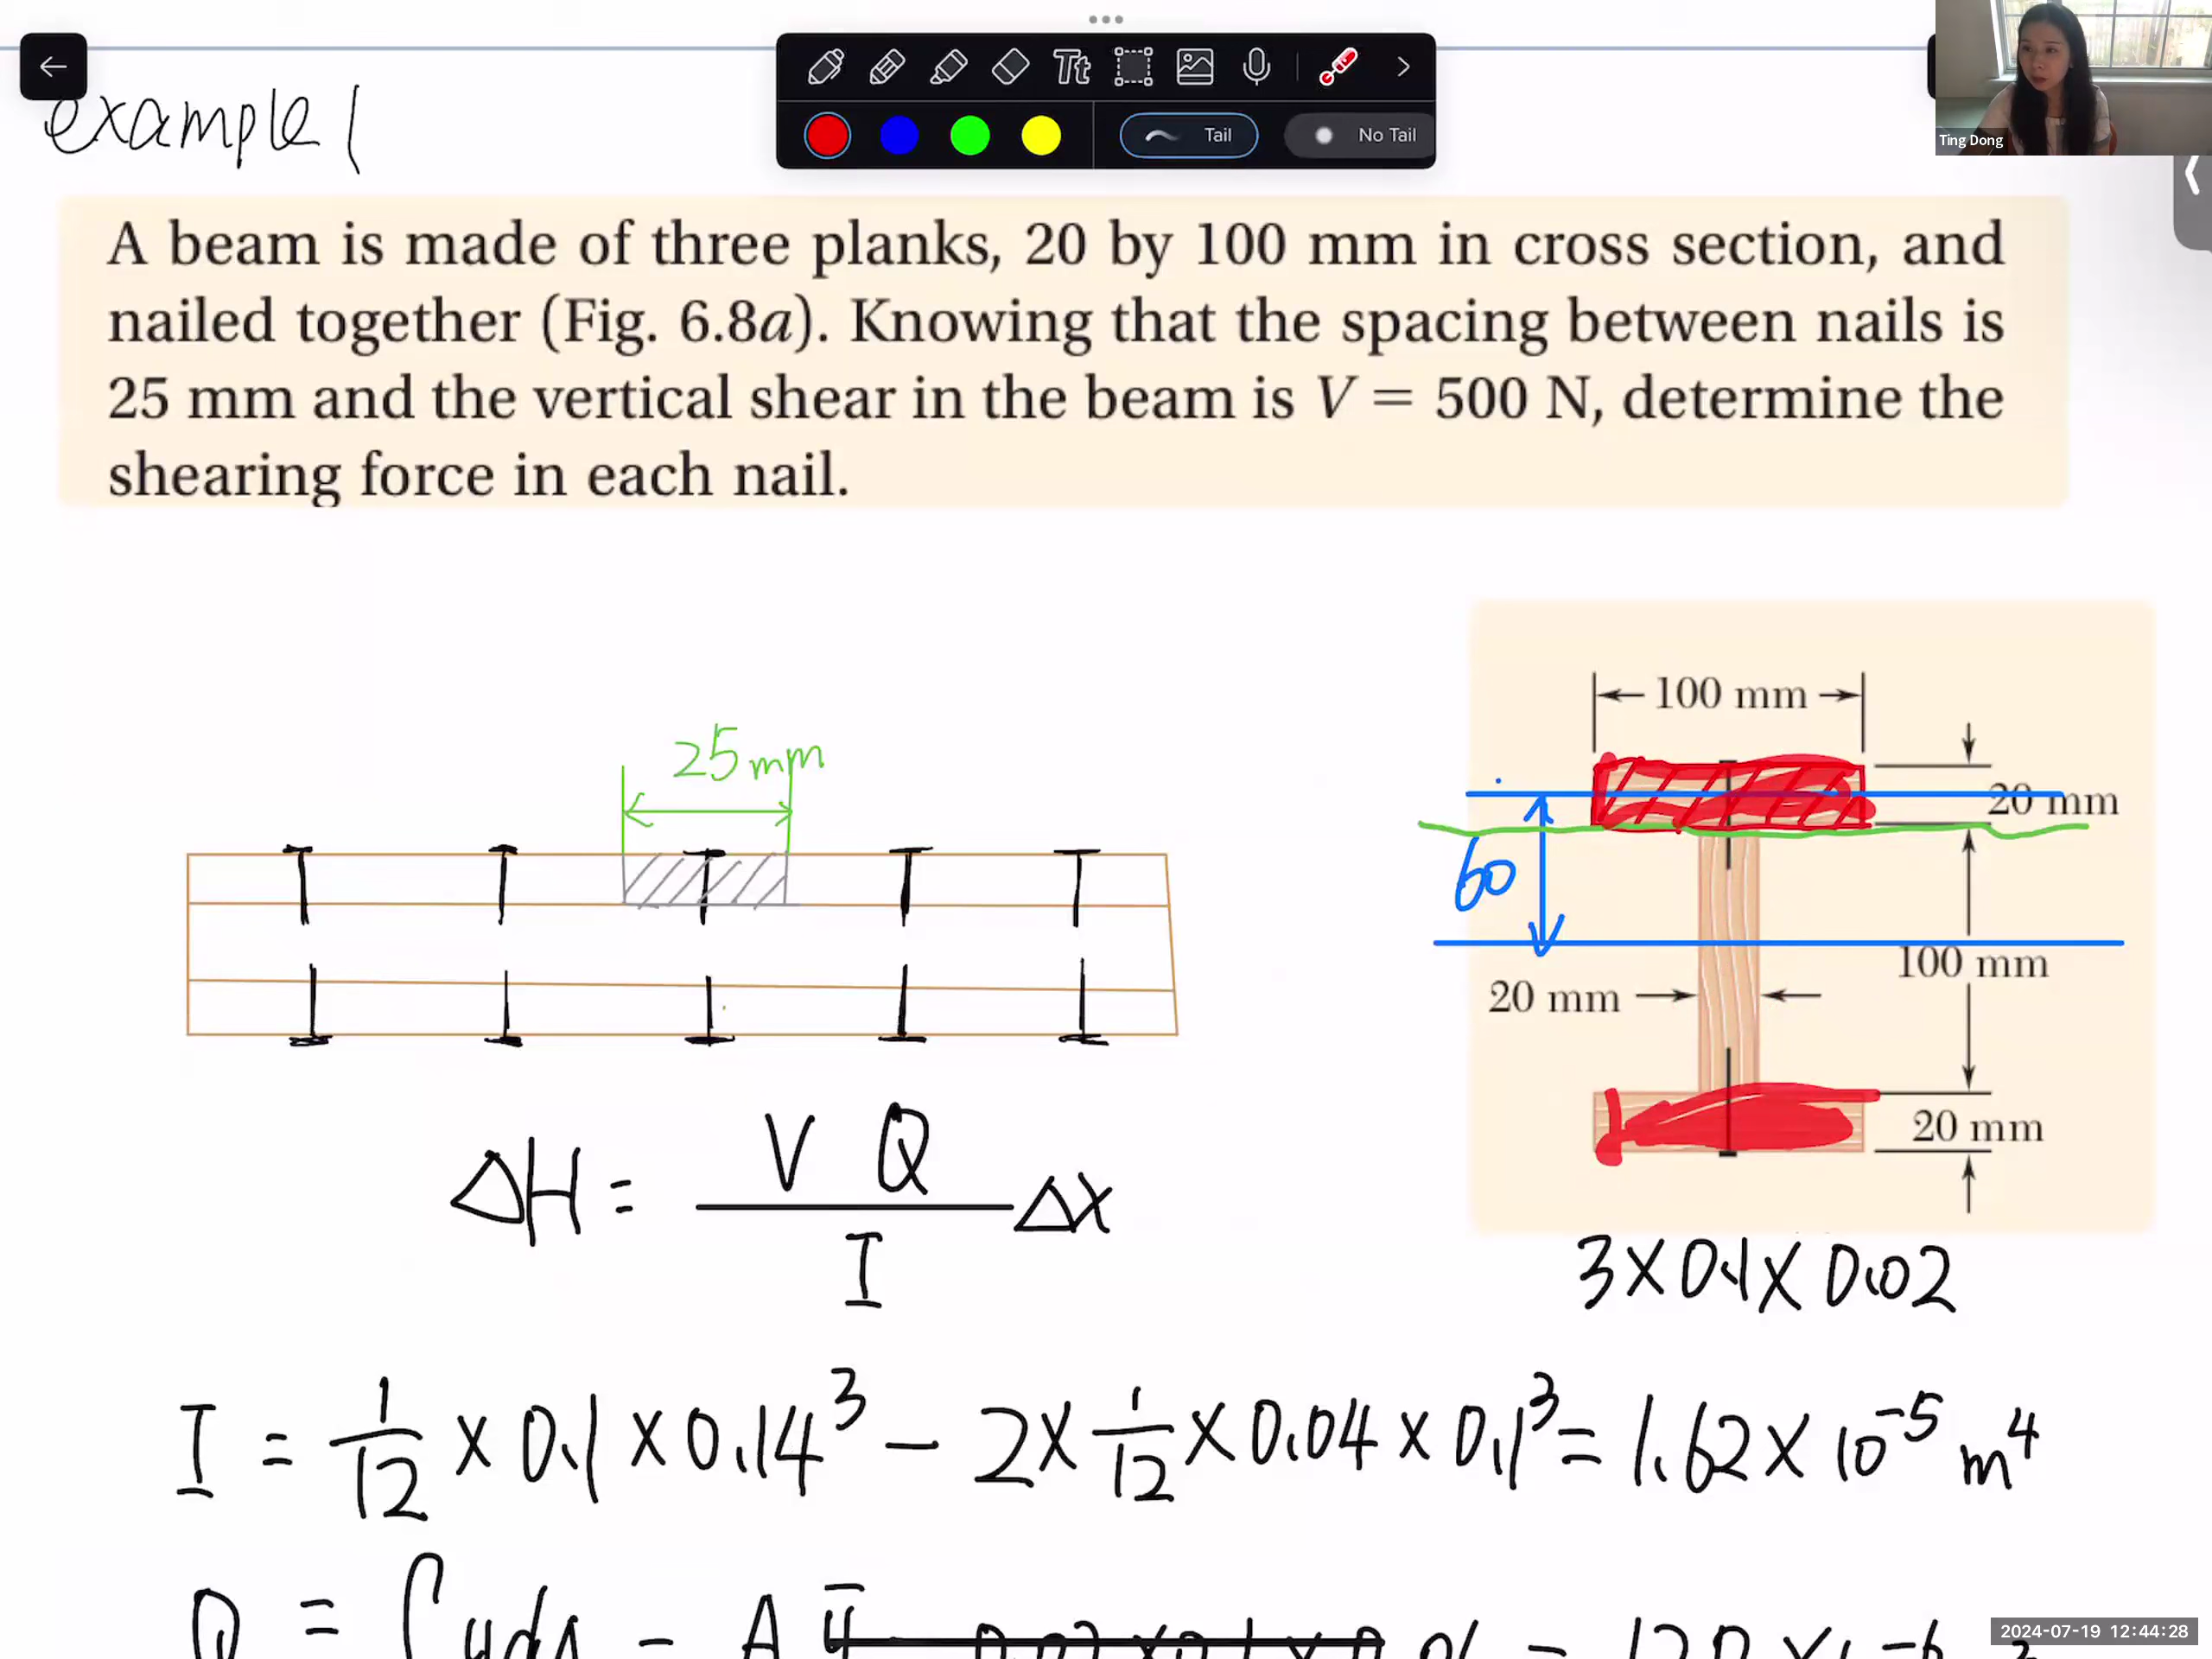 Tt
Tail
No Tail
Ting Dong
example 1
A beam is made of three planks, 20 by 100 mm in cross section, and
nailed together (Fig. 6.8a). Knowing that the spacing between nails is
25 mm and the vertical shear in the beam is V = 500 N, determine the
shearing force in each nail.
25mm
100 mm
20 mm
60
100 mm
20 mm
20 mm
ΔH = V Q / I Δx
3×0.1×0.02
I = 1/12 × 0.1 × 0.14³ − 2× 1/12 × 0.04 × 0.1³ = 1.62 × 10⁻⁵ m⁴
2024-07-19 12:44:28